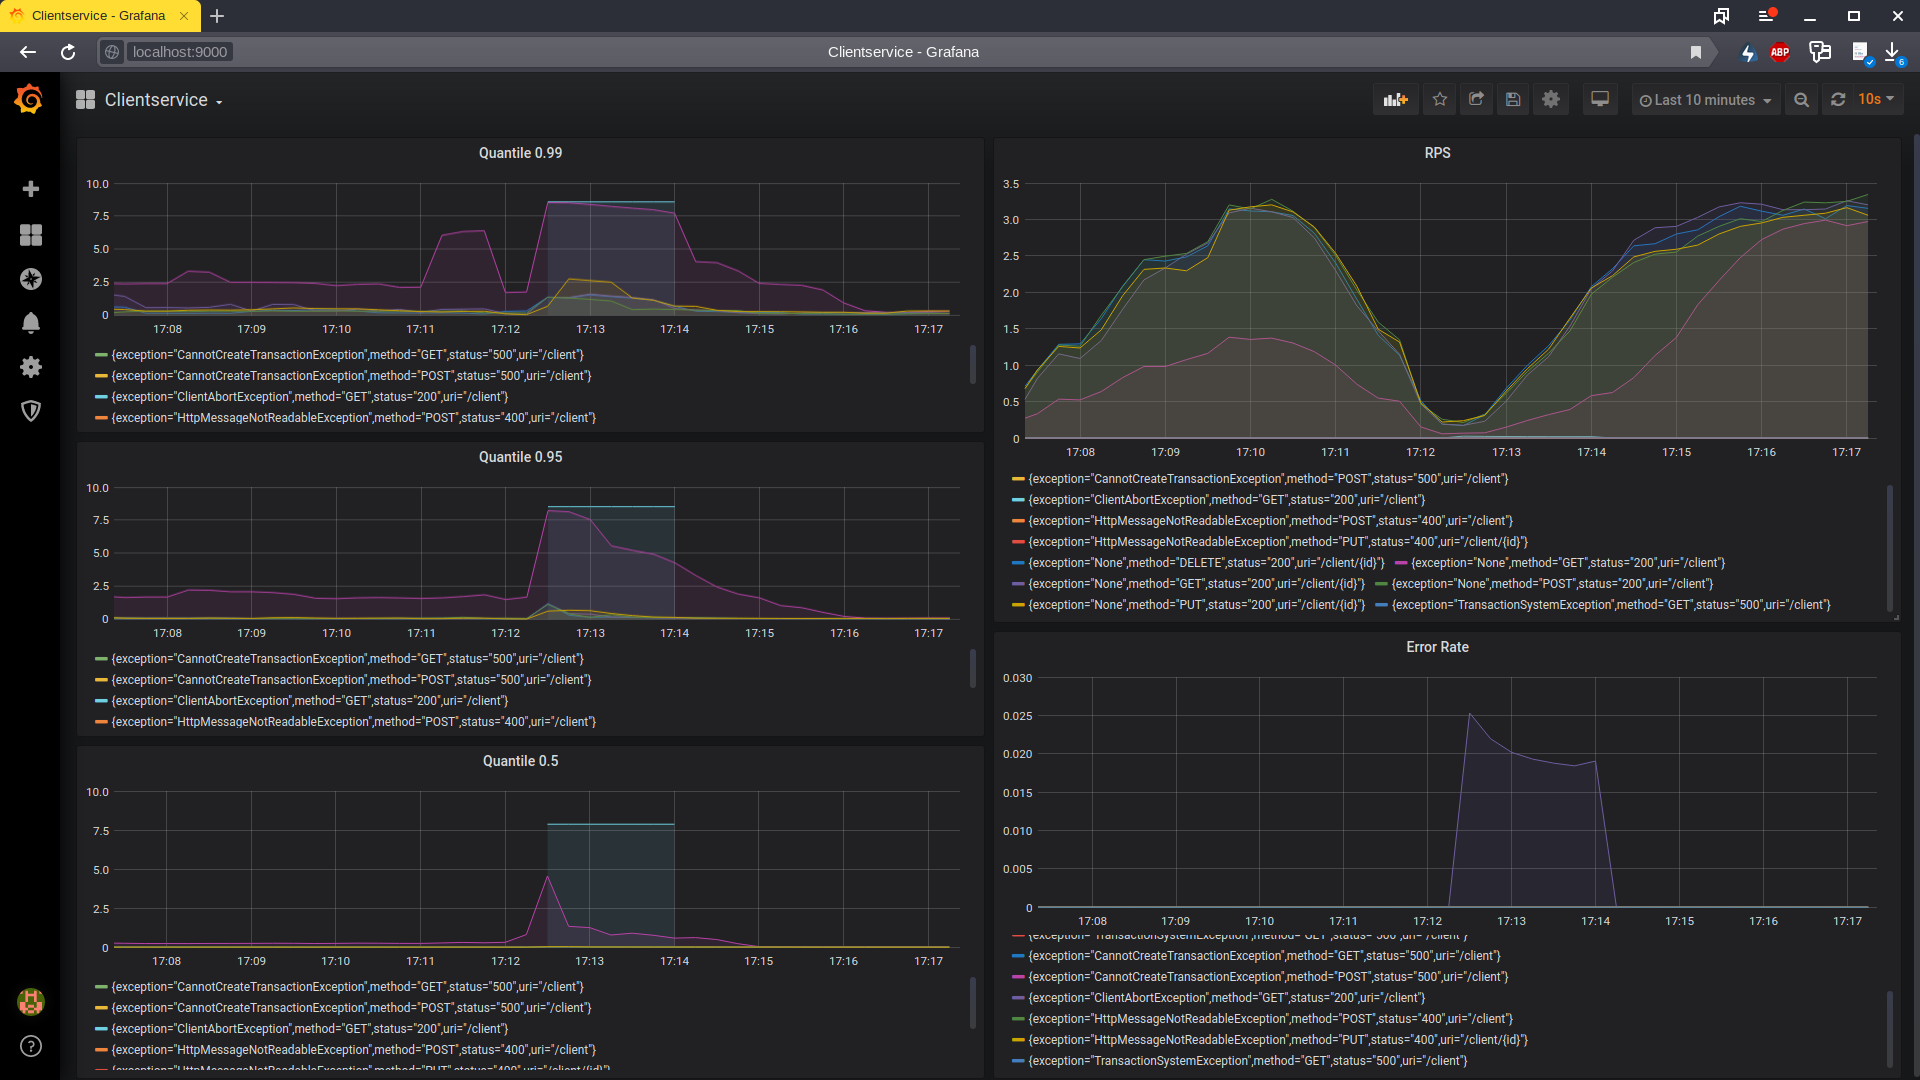 Clientservice - Grafana
localhost:9000
Clientservice - Grafana
ABP
6
Clientservice
Last 10 minutes
10s
Quantile 0.99
10.0
7.5
5.0
2.5
0
17:08 17:09 17:10 17:11 17:12 17:13 17:14 17:15 17:16 17:17
{exception="CannotCreateTransactionException",method="GET",status="500",uri="/client"}
{exception="CannotCreateTransactionException",method="POST",status="500",uri="/client"}
{exception="ClientAbortException",method="GET",status="200",uri="/client"}
{exception="HttpMessageNotReadableException",method="POST",status="400",uri="/client"}
Quantile 0.95
10.0
7.5
5.0
2.5
0
17:08 17:09 17:10 17:11 17:12 17:13 17:14 17:15 17:16 17:17
{exception="CannotCreateTransactionException",method="GET",status="500",uri="/client"}
{exception="CannotCreateTransactionException",method="POST",status="500",uri="/client"}
{exception="ClientAbortException",method="GET",status="200",uri="/client"}
{exception="HttpMessageNotReadableException",method="POST",status="400",uri="/client"}
Quantile 0.5
10.0
7.5
5.0
2.5
0
17:08 17:09 17:10 17:11 17:12 17:13 17:14 17:15 17:16 17:17
{exception="CannotCreateTransactionException",method="GET",status="500",uri="/client"}
{exception="CannotCreateTransactionException",method="POST",status="500",uri="/client"}
{exception="ClientAbortException",method="GET",status="200",uri="/client"}
{exception="HttpMessageNotReadableException",method="POST",status="400",uri="/client"}
{exception="HttpMessageNotReadableException",method="PUT",status="400",uri="/client/{id}"}
RPS
3.5
3.0
2.5
2.0
1.5
1.0
0.5
0
17:08 17:09 17:10 17:11 17:12 17:13 17:14 17:15 17:16 17:17
{exception="CannotCreateTransactionException",method="POST",status="500",uri="/client"}
{exception="ClientAbortException",method="GET",status="200",uri="/client"}
{exception="HttpMessageNotReadableException",method="POST",status="400",uri="/client"}
{exception="HttpMessageNotReadableException",method="PUT",status="400",uri="/client/{id}"}
{exception="None",method="DELETE",status="200",uri="/client/{id}"} {exception="None",method="GET",status="200",uri="/client"}
{exception="None",method="GET",status="200",uri="/client/{id}"} {exception="None",method="POST",status="200",uri="/client"}
{exception="None",method="PUT",status="200",uri="/client/{id}"} {exception="TransactionSystemException",method="GET",status="500",uri="/client"}
Error Rate
0.030
0.025
0.020
0.015
0.010
0.005
0
17:08 17:09 17:10 17:11 17:12 17:13 17:14 17:15 17:16 17:17
{exception="TransactionSystemException",method="GET",status="500",uri="/client"}
{exception="CannotCreateTransactionException",method="GET",status="500",uri="/client"}
{exception="CannotCreateTransactionException",method="POST",status="500",uri="/client"}
{exception="ClientAbortException",method="GET",status="200",uri="/client"}
{exception="HttpMessageNotReadableException",method="POST",status="400",uri="/client"}
{exception="HttpMessageNotReadableException",method="PUT",status="400",uri="/client/{id}"}
{exception="TransactionSystemException",method="GET",status="500",uri="/client"}